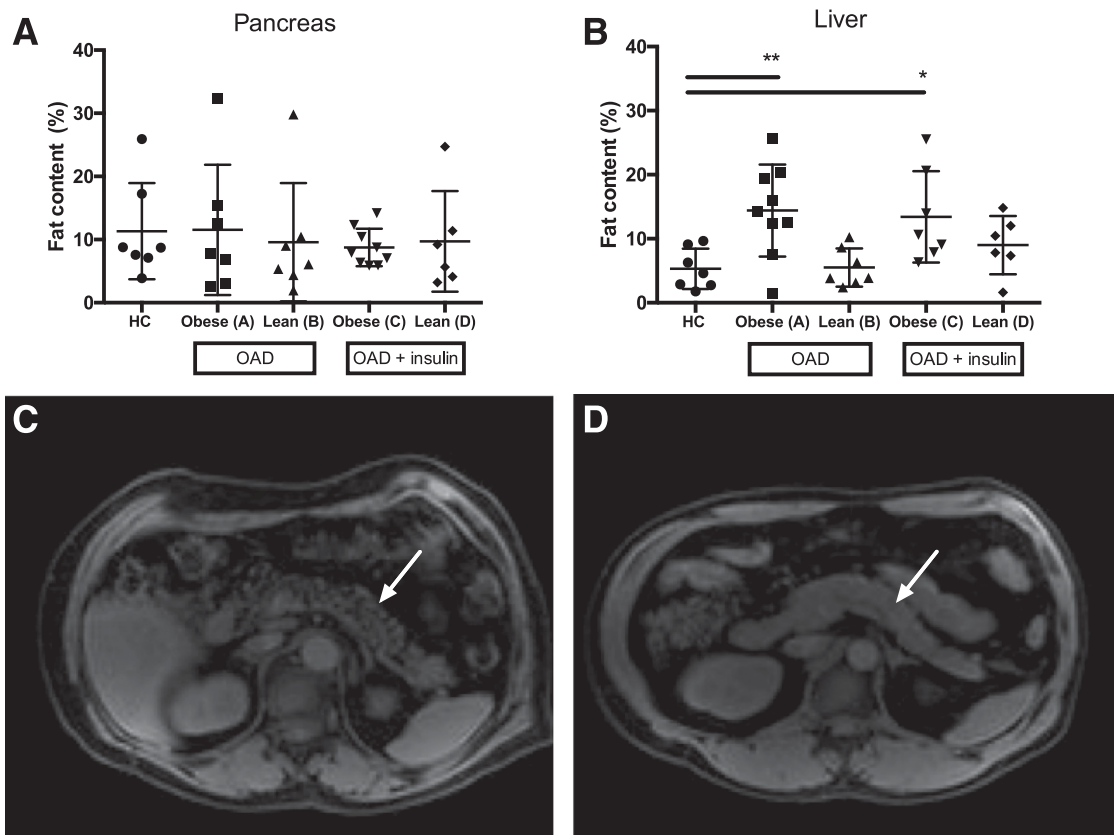 A
Pancreas
40
30
20
10
0
Fat content (%)
HC
Obese (A)
Lean (B)
Obese (C)
Lean (D)
OAD
OAD + insulin
B
Liver
40
30
20
10
0
Fat content (%)
**
*
HC
Obese (A)
Lean (B)
Obese (C)
Lean (D)
OAD
OAD + insulin
C
D